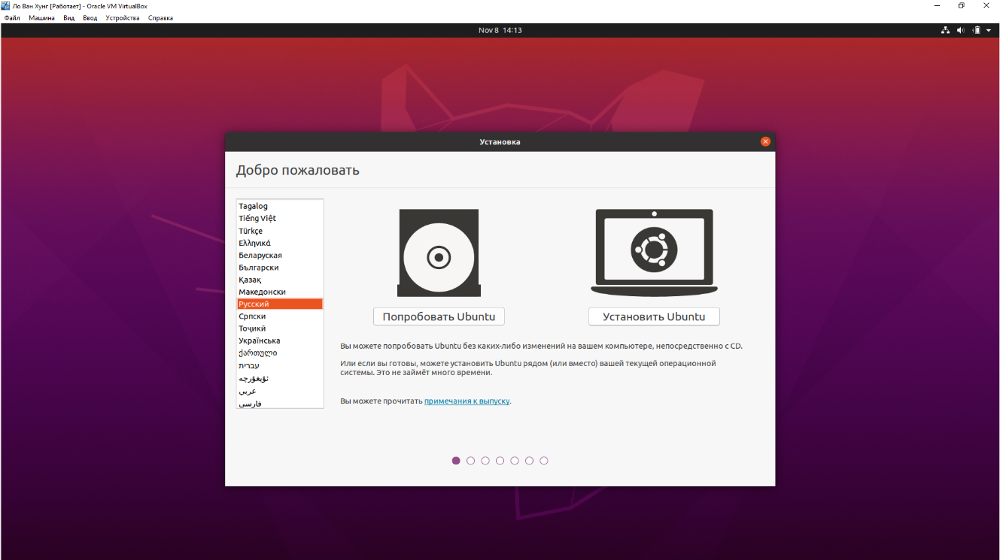 Ло Ван Хунг [Работает] - Oracle VM VirtualBox
Файл Машина Вид Ввод Устройства Справка
Nov 8 14:13
Установка
Добро пожаловать
Tagalog
Tiếng Việt
Türkçe
Ελληνικά
Беларуская
Български
Қазақ
Македонски
Русский
Српски
Тоҷикӣ
Українська
ქართული
עברית
ئۇيغۇرچە
عربي
فارسی
Попробовать Ubuntu
Установить Ubuntu
Вы можете попробовать Ubuntu без каких-либо изменений на вашем компьютере, непосредственно с CD.
Или если вы готовы, можете установить Ubuntu рядом (или вместо) вашей текущей операционной
системы. Это не займёт много времени.
Вы можете прочитать примечания к выпуску.